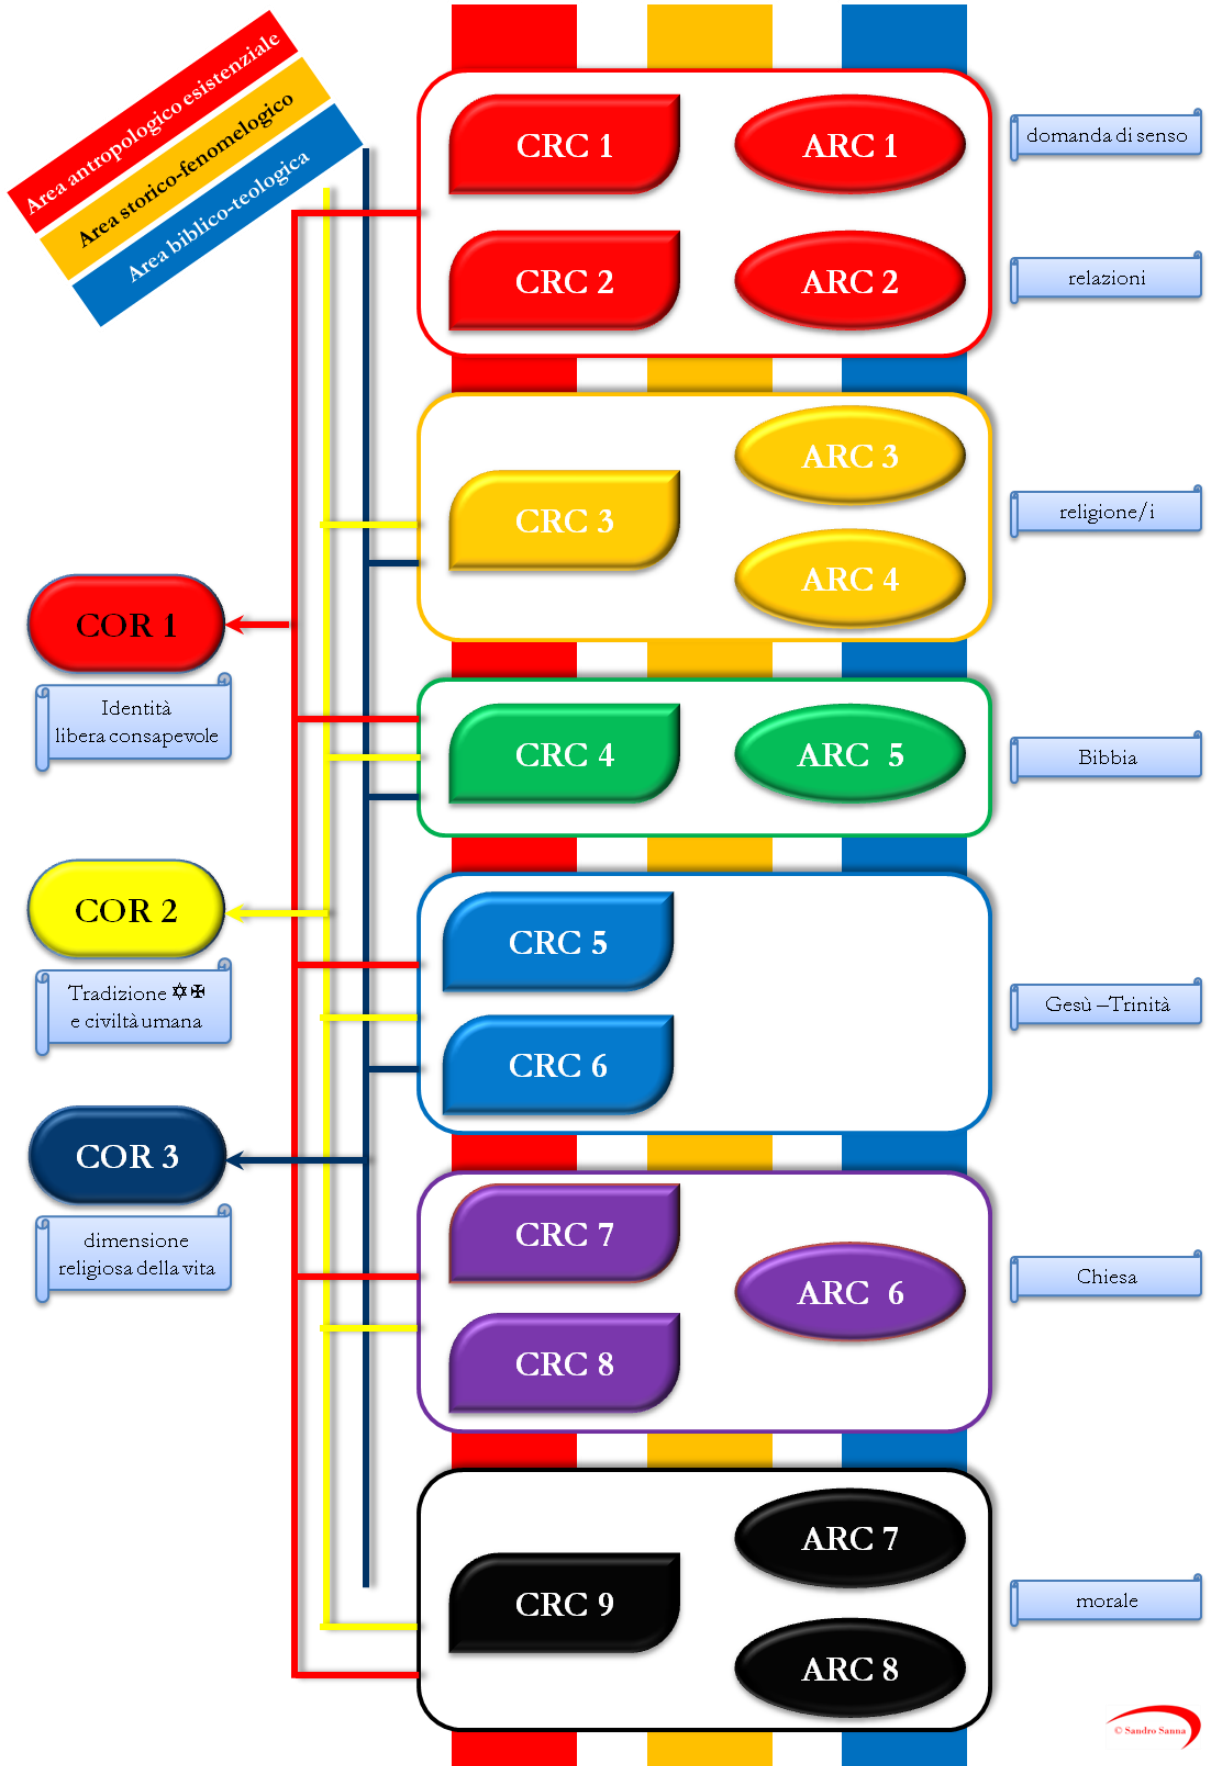 Area antropologico esistenziale
Area storico-fenomelogico
Area biblico-teologica
CRC 1
ARC 1
domanda di senso
CRC 2
ARC 2
relazioni
CRC 3
ARC 3
ARC 4
religione/i
COR 1
Identità
libera consapevole
CRC 4
ARC 5
Bibbia
COR 2
Tradizione ✡✠
e civiltà umana
CRC 5
CRC 6
Gesù –Trinità
COR 3
dimensione
religiosa della vita
CRC 7
CRC 8
ARC 6
Chiesa
CRC 9
ARC 7
ARC 8
morale
© Sandro Sanna